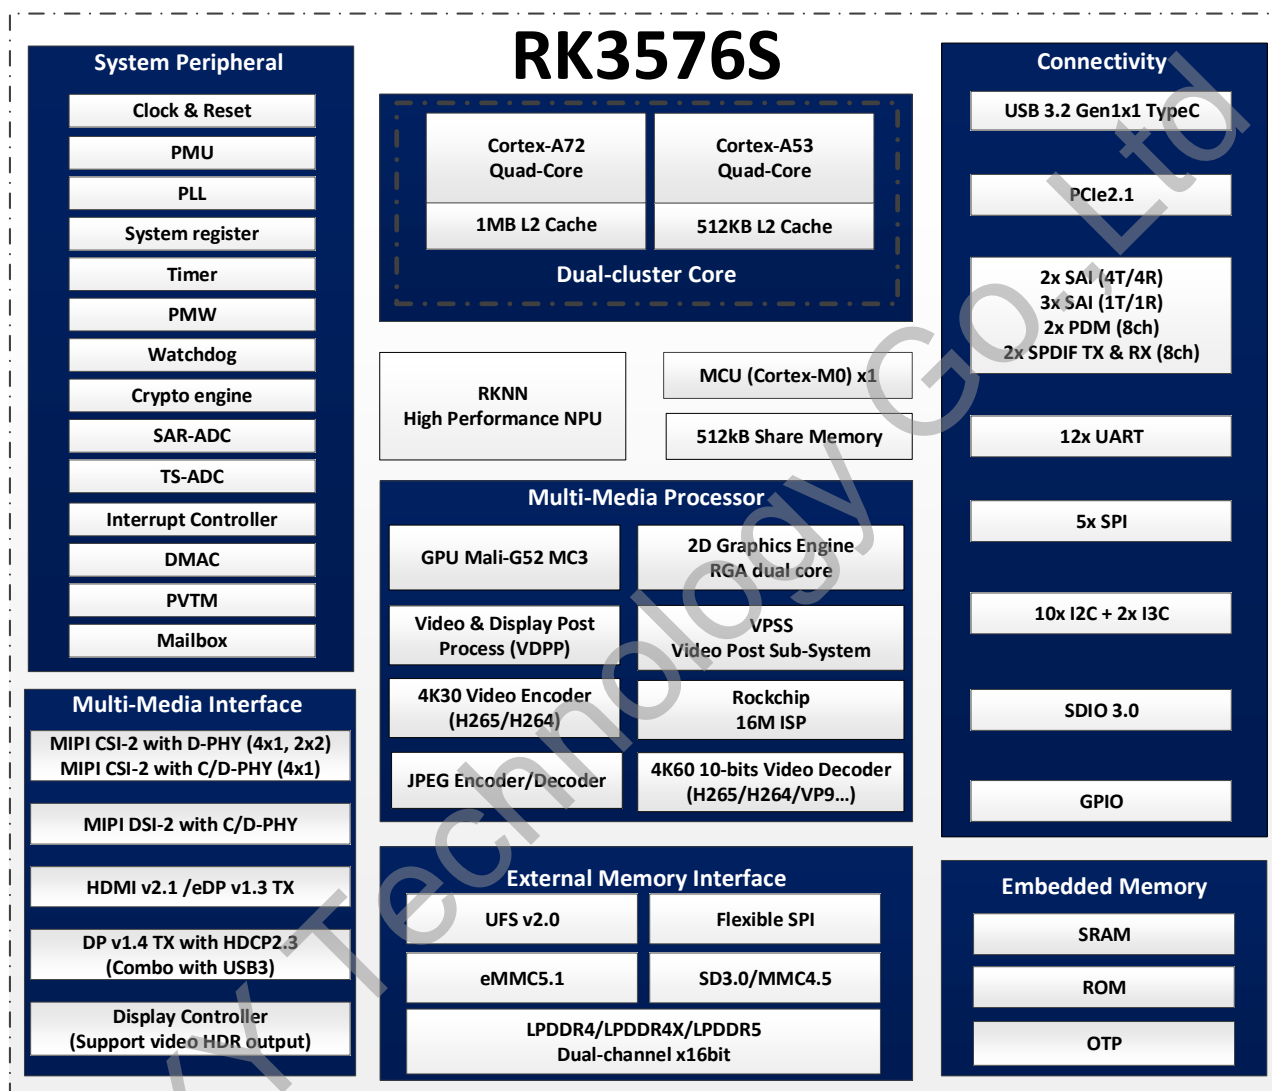 RK3576S
System Peripheral
Clock & Reset
PMU
PLL
System register
Timer
PMW
Watchdog
Crypto engine
SAR-ADC
TS-ADC
Interrupt Controller
DMAC
PVTM
Mailbox
Multi-Media Interface
MIPI CSI-2 with D-PHY (4x1, 2x2)
MIPI CSI-2 with C/D-PHY (4x1)
MIPI DSI-2 with C/D-PHY
HDMI v2.1 /eDP v1.3 TX
DP v1.4 TX with HDCP2.3
(Combo with USB3)
Display Controller
(Support video HDR output)
Cortex-A72
Quad-Core
1MB L2 Cache
Cortex-A53
Quad-Core
512KB L2 Cache
Dual-cluster Core
RKNN
High Performance NPU
MCU (Cortex-M0) x1
512kB Share Memory
Multi-Media Processor
GPU Mali-G52 MC3
2D Graphics Engine
RGA dual core
Video & Display Post
Process (VDPP)
VPSS
Video Post Sub-System
4K30 Video Encoder
(H265/H264)
Rockchip
16M ISP
JPEG Encoder/Decoder
4K60 10-bits Video Decoder
(H265/H264/VP9...)
External Memory Interface
UFS v2.0
Flexible SPI
eMMC5.1
SD3.0/MMC4.5
LPDDR4/LPDDR4X/LPDDR5
Dual-channel x16bit
Connectivity
USB 3.2 Gen1x1 TypeC
PCIe2.1
2x SAI (4T/4R)
3x SAI (1T/1R)
2x PDM (8ch)
2x SPDIF TX & RX (8ch)
12x UART
5x SPI
10x I2C + 2x I3C
SDIO 3.0
GPIO
Embedded Memory
SRAM
ROM
OTP
Technology Go.,Ltd